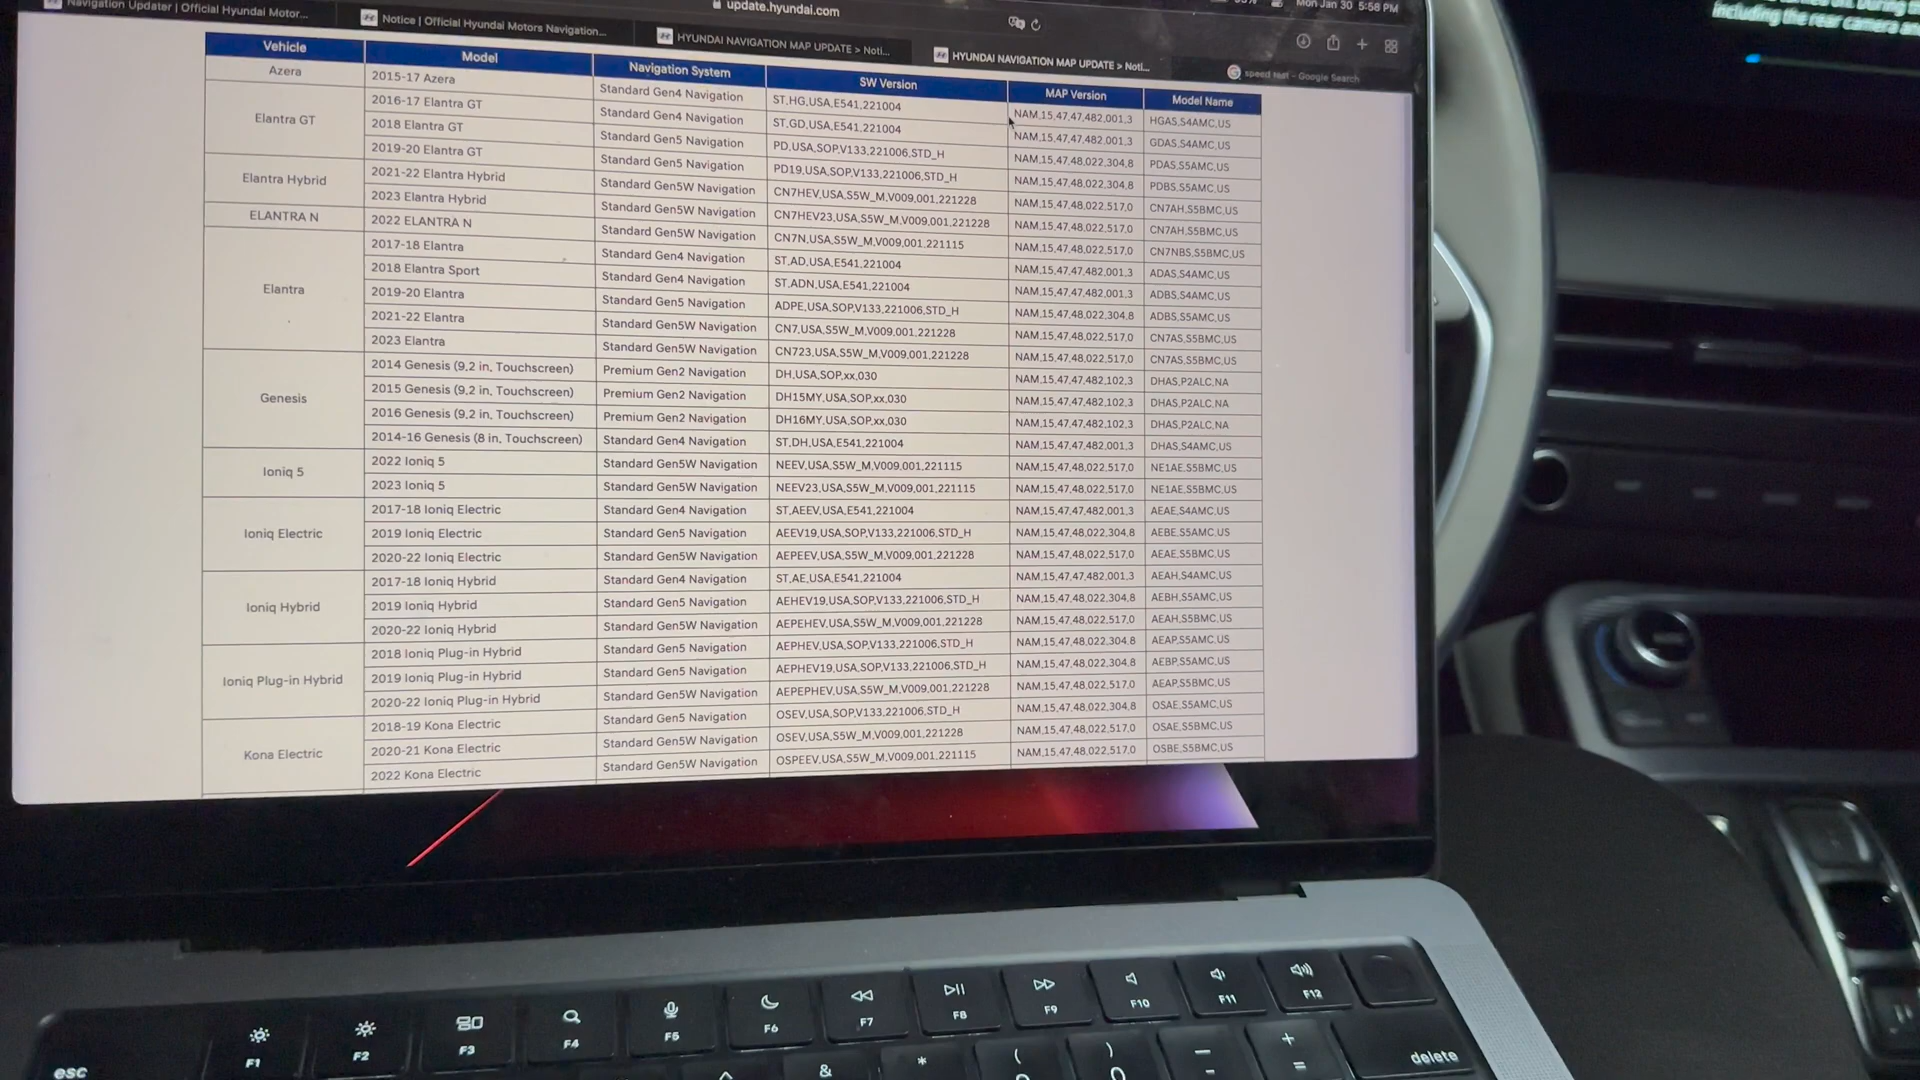 Navigation Updater | Official Hyundai Motor...
Notice | Official Hyundai Motors Navigation...
HYUNDAI NAVIGATION MAP UPDATE > Noti...
update.hyundai.com
HYUNDAI NAVIGATION MAP UPDATE > Noti...
speed test - Google Search
Mon Jan 30 5:58 PM
Vehicle Model Navigation System SW Version MAP Version Model Name
Azera 2015-17 Azera Standard Gen4 Navigation ST.HG.USA.E541.221004 NAM.15.47.47.482.001.3 HGAS.S4AMC.US
Elantra GT 2016-17 Elantra GT Standard Gen4 Navigation ST.GD.USA.E541.221004 NAM.15.47.47.482.001.3 GDAS.S4AMC.US
2018 Elantra GT Standard Gen5 Navigation PD.USA.SOP.V133.221006.STD_H NAM.15.47.48.022.304.8 PDAS.S5AMC.US
2019-20 Elantra GT Standard Gen5 Navigation PD19.USA.SOP.V133.221006.STD_H NAM.15.47.48.022.304.8 PDBS.S5AMC.US
Elantra Hybrid 2021-22 Elantra Hybrid Standard Gen5W Navigation CN7HEV.USA.S5W_M.V009.001.221228 NAM.15.47.48.022.517.0 CN7AH.S5BMC.US
2023 Elantra Hybrid Standard Gen5W Navigation CN7HEV23.USA.S5W_M.V009.001.221228 NAM.15.47.48.022.517.0 CN7AH.S5BMC.US
ELANTRA N 2022 ELANTRA N Standard Gen5W Navigation CN7N.USA.S5W_M.V009.001.221115 NAM.15.47.48.022.517.0 CN7NBS.S5BMC.US
Elantra 2017-18 Elantra Standard Gen4 Navigation ST.AD.USA.E541.221004 NAM.15.47.47.482.001.3 ADAS.S4AMC.US
2018 Elantra Sport Standard Gen4 Navigation ST.ADN.USA.E541.221004 NAM.15.47.47.482.001.3 ADBS.S4AMC.US
2019-20 Elantra Standard Gen5 Navigation ADPE.USA.SOP.V133.221006.STD_H NAM.15.47.48.022.304.8 ADBS.S5AMC.US
2021-22 Elantra Standard Gen5W Navigation CN7.USA.S5W_M.V009.001.221228 NAM.15.47.48.022.517.0 CN7AS.S5BMC.US
2023 Elantra Standard Gen5W Navigation CN723.USA.S5W_M.V009.001.221228 NAM.15.47.48.022.517.0 CN7AS.S5BMC.US
Genesis 2014 Genesis (9.2 in. Touchscreen) Premium Gen2 Navigation DH.USA.SOP.xx.030 NAM.15.47.47.482.102.3 DHAS.P2ALC.NA
2015 Genesis (9.2 in. Touchscreen) Premium Gen2 Navigation DH15MY.USA.SOP.xx.030 NAM.15.47.47.482.102.3 DHAS.P2ALC.NA
2016 Genesis (9.2 in. Touchscreen) Premium Gen2 Navigation DH16MY.USA.SOP.xx.030 NAM.15.47.47.482.102.3 DHAS.P2ALC.NA
2014-16 Genesis (8 in. Touchscreen) Standard Gen4 Navigation ST.DH.USA.E541.221004 NAM.15.47.47.482.001.3 DHAS.S4AMC.US
Ioniq 5 2022 Ioniq 5 Standard Gen5W Navigation NEEV.USA.S5W_M.V009.001.221115 NAM.15.47.48.022.517.0 NE1AE.S5BMC.US
2023 Ioniq 5 Standard Gen5W Navigation NEEV23.USA.S5W_M.V009.001.221115 NAM.15.47.48.022.517.0 NE1AE.S5BMC.US
Ioniq Electric 2017-18 Ioniq Electric Standard Gen4 Navigation ST.AEEV.USA.E541.221004 NAM.15.47.47.482.001.3 AEAE.S4AMC.US
2019 Ioniq Electric Standard Gen5 Navigation AEEV19.USA.SOP.V133.221006.STD_H NAM.15.47.48.022.304.8 AEBE.S5AMC.US
2020-22 Ioniq Electric Standard Gen5W Navigation AEPEEV.USA.S5W_M.V009.001.221228 NAM.15.47.48.022.517.0 AEAE.S5BMC.US
Ioniq Hybrid 2017-18 Ioniq Hybrid Standard Gen4 Navigation ST.AE.USA.E541.221004 NAM.15.47.47.482.001.3 AEAH.S4AMC.US
2019 Ioniq Hybrid Standard Gen5 Navigation AEHEV19.USA.SOP.V133.221006.STD_H NAM.15.47.48.022.304.8 AEBH.S5AMC.US
2020-22 Ioniq Hybrid Standard Gen5W Navigation AEPEHEV.USA.S5W_M.V009.001.221228 NAM.15.47.48.022.517.0 AEAH.S5BMC.US
Ioniq Plug-in Hybrid 2018 Ioniq Plug-in Hybrid Standard Gen5 Navigation AEPHEV.USA.SOP.V133.221006.STD_H NAM.15.47.48.022.304.8 AEAP.S5AMC.US
2019 Ioniq Plug-in Hybrid Standard Gen5 Navigation AEPHEV19.USA.SOP.V133.221006.STD_H NAM.15.47.48.022.304.8 AEBP.S5AMC.US
2020-22 Ioniq Plug-in Hybrid Standard Gen5W Navigation AEPEPHEV.USA.S5W_M.V009.001.221228 NAM.15.47.48.022.517.0 AEAP.S5BMC.US
Kona Electric 2018-19 Kona Electric Standard Gen5 Navigation OSEV.USA.SOP.V133.221006.STD_H NAM.15.47.48.022.304.8 OSAE.S5AMC.US
2020-21 Kona Electric Standard Gen5W Navigation OSEV.USA.S5W_M.V009.001.221228 NAM.15.47.48.022.517.0 OSAE.S5BMC.US
2022 Kona Electric Standard Gen5W Navigation OSPEEV.USA.S5W_M.V009.001.221115 NAM.15.47.48.022.517.0 OSBE.S5BMC.US
including the rear camera
esc F1 F2 F3 F4 F5 F6 F7 F8 F9 F10 F11 F12
^ & * ( ) - + =
delete